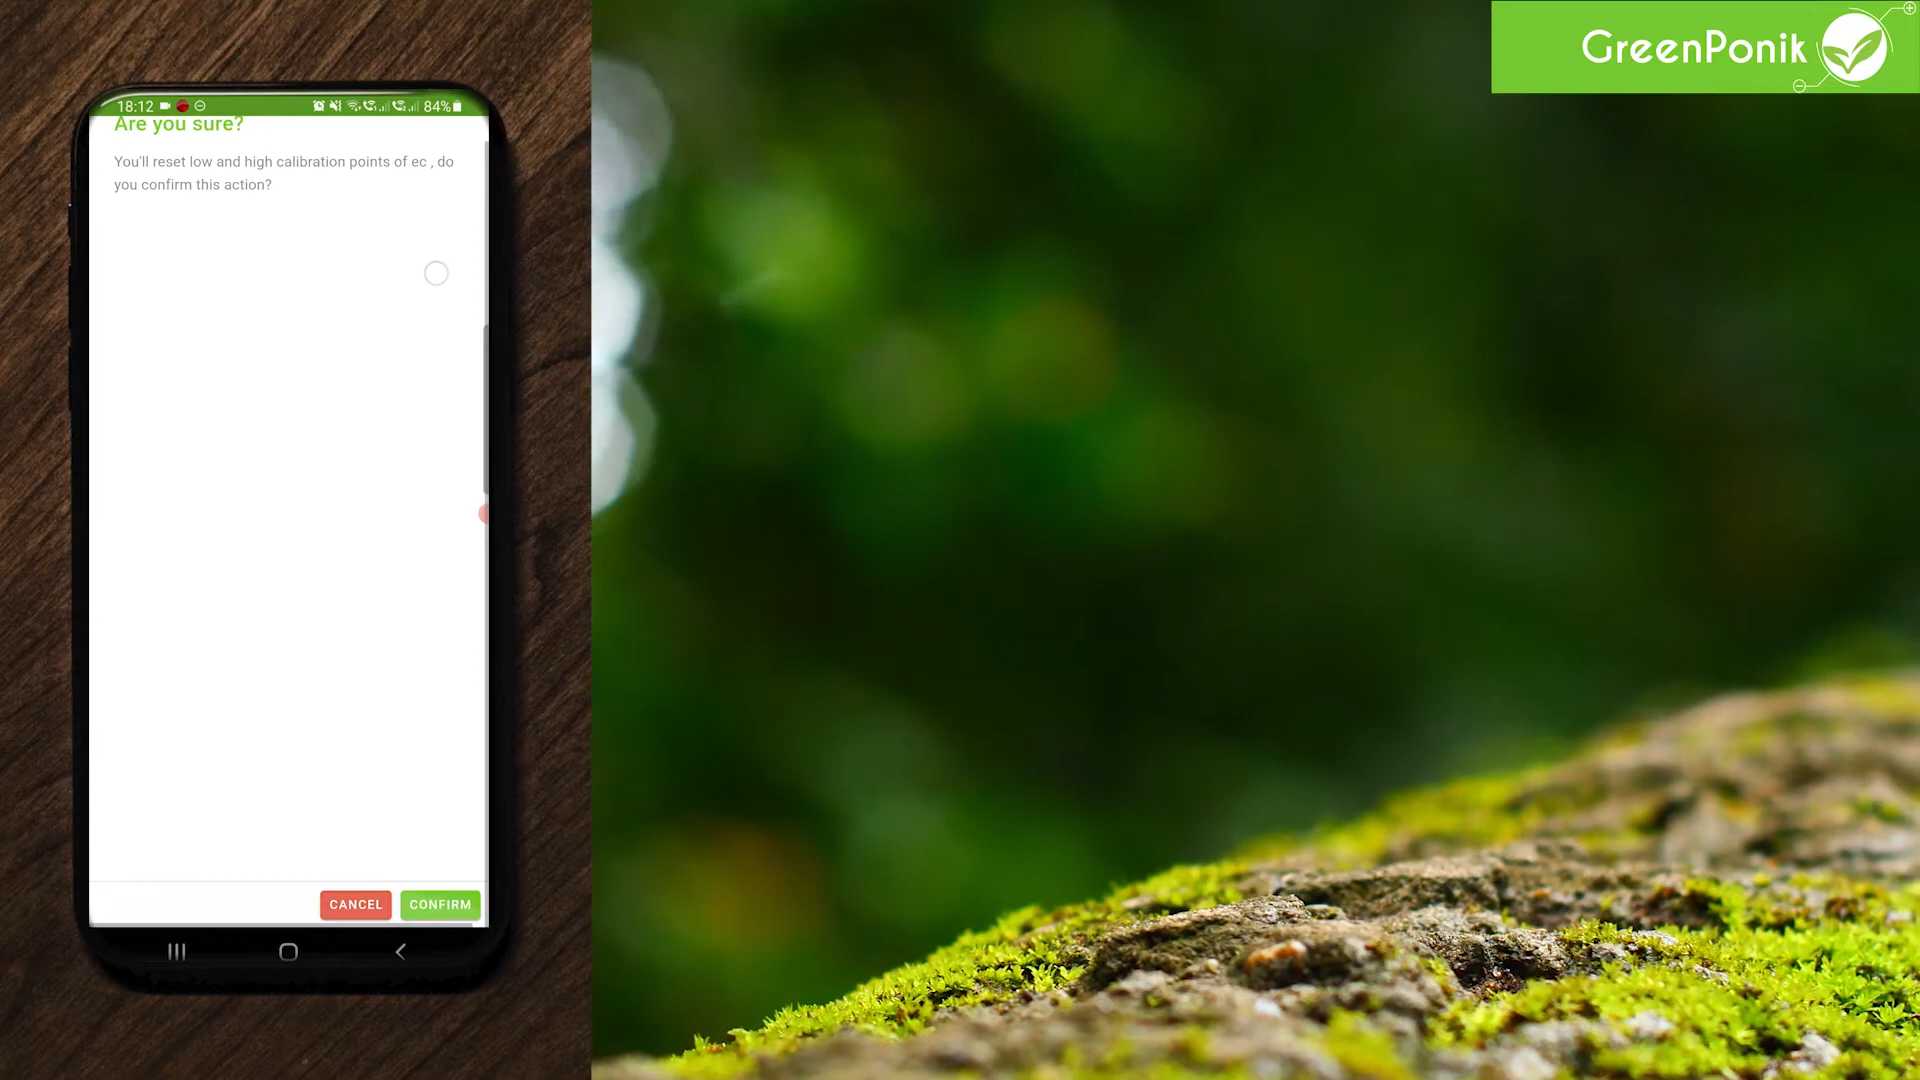 GreenPonik
18:12
84%
Are you sure?
You'll reset low and high calibration points of ec , do
you confirm this action?
CANCEL
CONFIRM